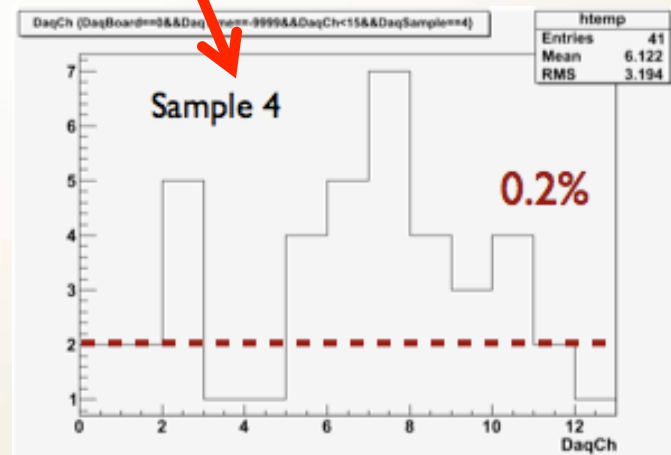 DaqCh (DaqBoard==0&&Daq me==-9999&&DaqCh<15&&DaqSample==4)
htemp
Entries 41
Mean 6.122
RMS 3.194
Sample 4
0.2%
7
6
5
4
3
2
1
0 2 4 6 8 10 12
DaqCh